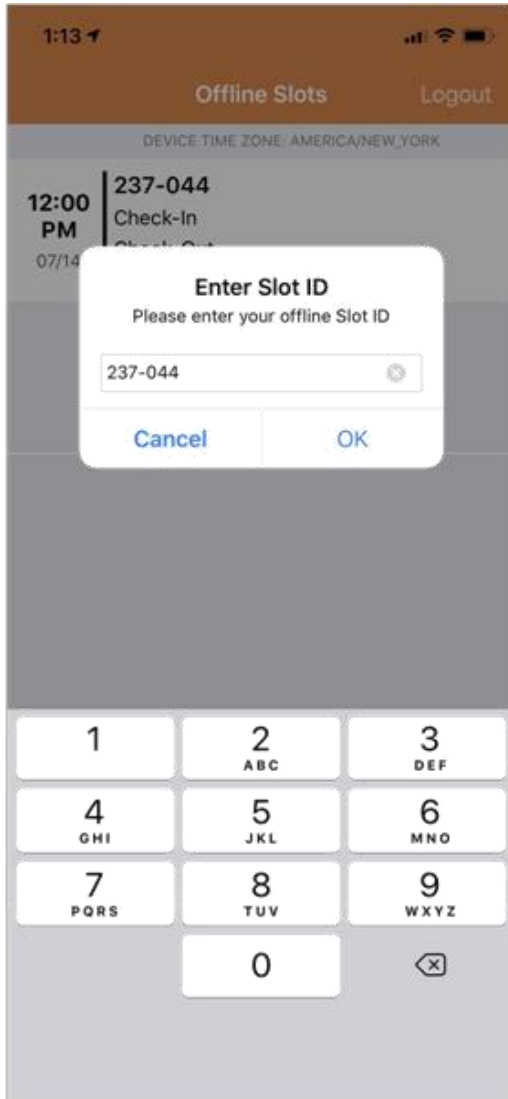 1:13
Offline Slots Logout
DEVICE TIME ZONE: AMERICA/NEW_YORK
12:00 PM
07/14
237-044
Check-In
Check-Out
Enter Slot ID
Please enter your offline Slot ID
237-044
Cancel OK
1 2 3
ABC DEF
4 5 6
GHI JKL MNO
7 8 9
PQRS TUV WXYZ
0